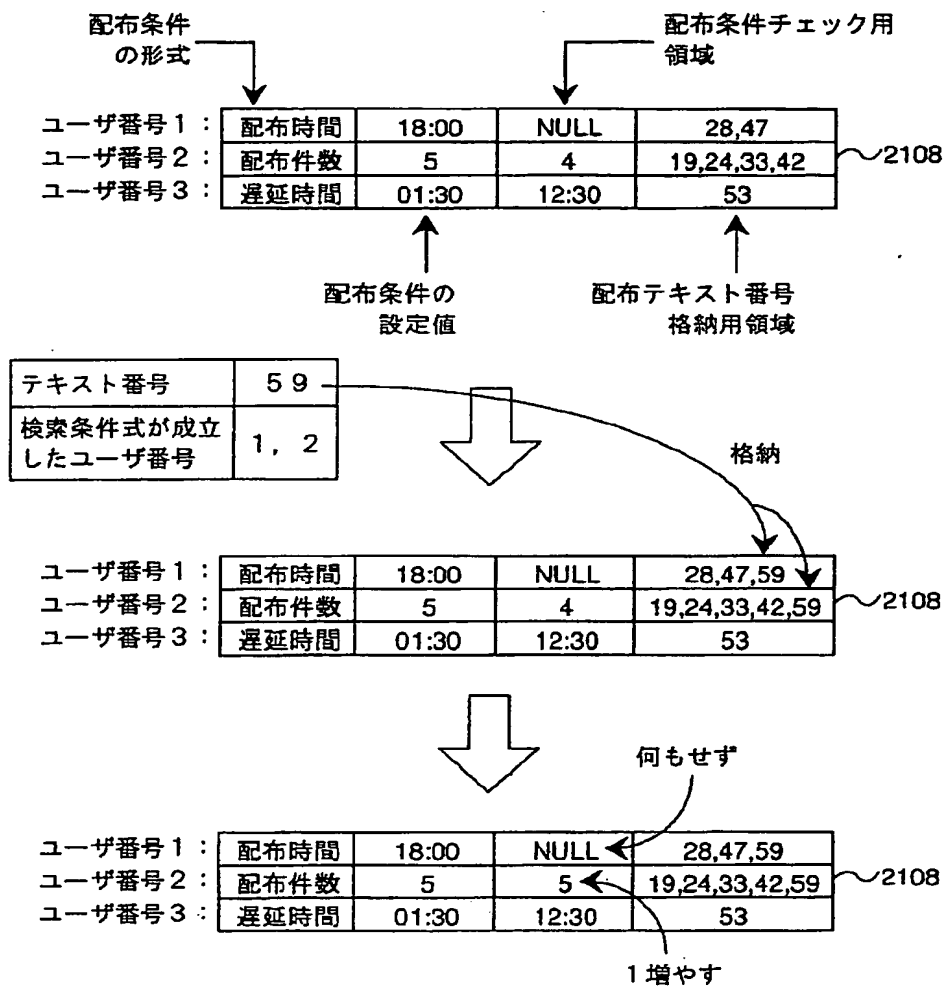 配布条件
の形式
配布条件チェック用
領域
ユーザ番号1： 配布時間 18:00 NULL 28,47
ユーザ番号2： 配布件数 5 4 19,24,33,42 2108
ユーザ番号3： 遅延時間 01:30 12:30 53
配布条件の
設定値
配布テキスト番号
格納用領域
テキスト番号 59
検索条件式が成立
したユーザ番号 1，2
格納
ユーザ番号1： 配布時間 18:00 NULL 28,47,59
ユーザ番号2： 配布件数 5 4 19,24,33,42,59 2108
ユーザ番号3： 遅延時間 01:30 12:30 53
何もせず
ユーザ番号1： 配布時間 18:00 NULL 28,47,59
ユーザ番号2： 配布件数 5 5 19,24,33,42,59 2108
ユーザ番号3： 遅延時間 01:30 12:30 53
1増やす